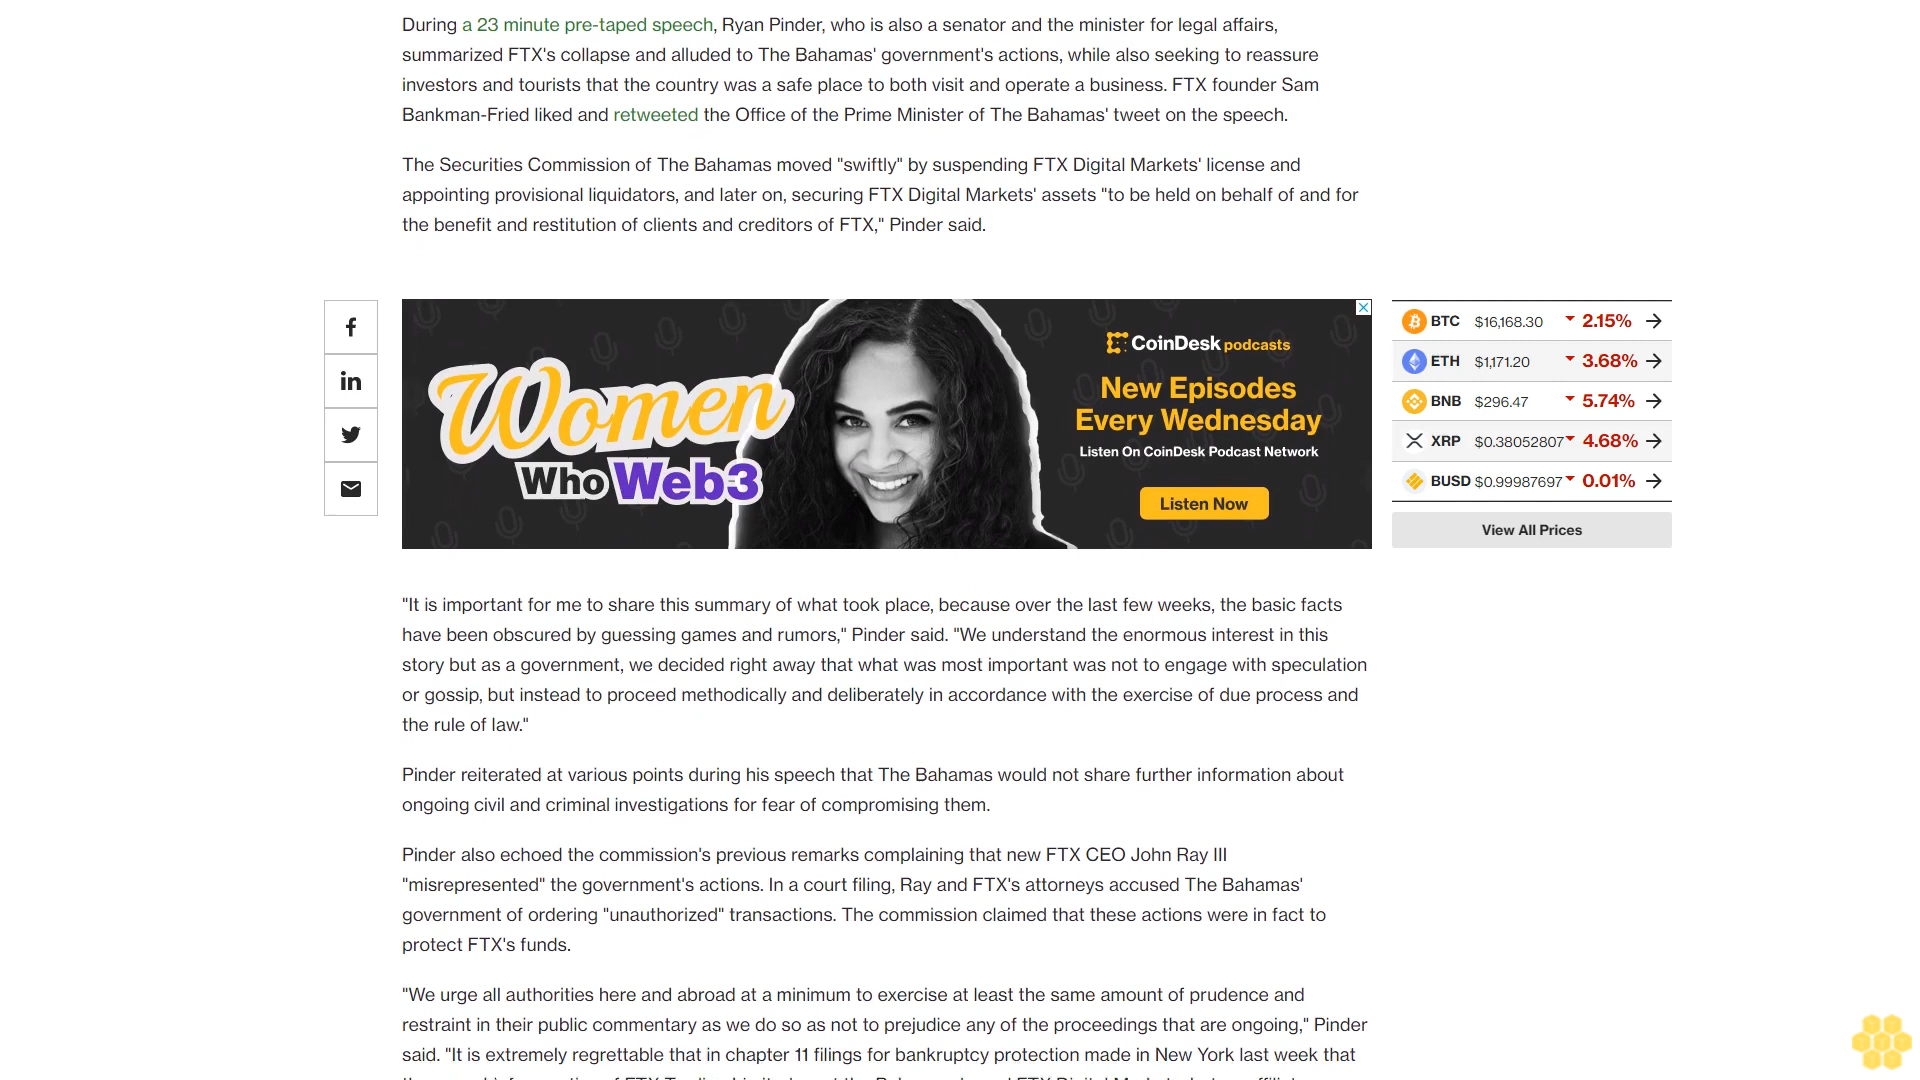 During a 23 minute pre-taped speech, Ryan Pinder, who is also a senator and the minister for legal affairs,
summarized FTX's collapse and alluded to The Bahamas' government's actions, while also seeking to reassure
investors and tourists that the country was a safe place to both visit and operate a business. FTX founder Sam
Bankman-Fried liked and retweeted the Office of the Prime Minister of The Bahamas' tweet on the speech.
The Securities Commission of The Bahamas moved "swiftly" by suspending FTX Digital Markets' license and
appointing provisional liquidators, and later on, securing FTX Digital Markets' assets "to be held on behalf of and for
the benefit and restitution of clients and creditors of FTX," Pinder said.
Women
Who Web3
CoinDesk podcasts
New Episodes
Every Wednesday
Listen On CoinDesk Podcast Network
Listen Now
BTC $16,168.30 2.15%
ETH $1,171.20 3.68%
BNB $296.47 5.74%
XRP $0.38052807 4.68%
BUSD $0.99987697 0.01%
View All Prices
"It is important for me to share this summary of what took place, because over the last few weeks, the basic facts
have been obscured by guessing games and rumors," Pinder said. "We understand the enormous interest in this
story but as a government, we decided right away that what was most important was not to engage with speculation
or gossip, but instead to proceed methodically and deliberately in accordance with the exercise of due process and
the rule of law."
Pinder reiterated at various points during his speech that The Bahamas would not share further information about
ongoing civil and criminal investigations for fear of compromising them.
Pinder also echoed the commission's previous remarks complaining that new FTX CEO John Ray III
"misrepresented" the government's actions. In a court filing, Ray and FTX's attorneys accused The Bahamas'
government of ordering "unauthorized" transactions. The commission claimed that these actions were in fact to
protect FTX's funds.
"We urge all authorities here and abroad at a minimum to exercise at least the same amount of prudence and
restraint in their public commentary as we do so as not to prejudice any of the proceedings that are ongoing," Pinder
said. "It is extremely regrettable that in chapter 11 filings for bankruptcy protection made in New York last week that